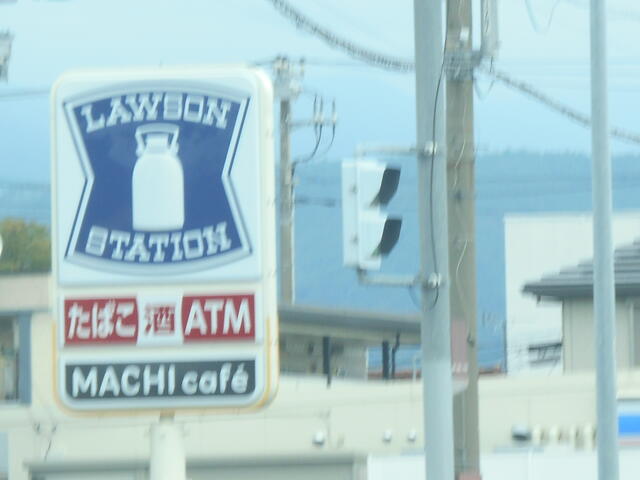 LAWSON
STATION
たばこ 酒 ATM
MACHI café